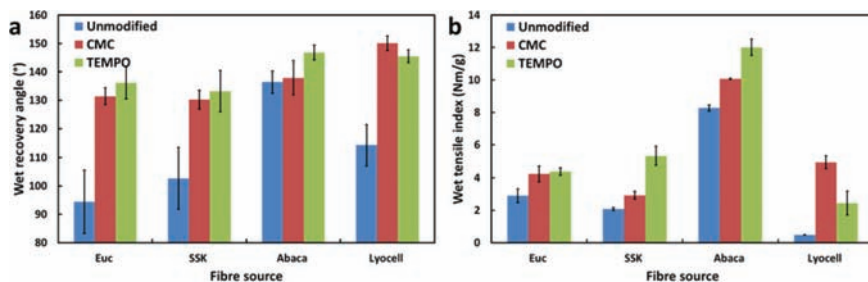 a
Unmodified
CMC
TEMPO
Wet recovery angle (°)
160
150
140
130
120
110
100
90
80
Euc SSK Abaca Lyocell
Fibre source
b
Unmodified
CMC
TEMPO
Wet tensile index (Nm/g)
14
12
10
8
6
4
2
0
Euc SSK Abaca Lyocell
Fibre source